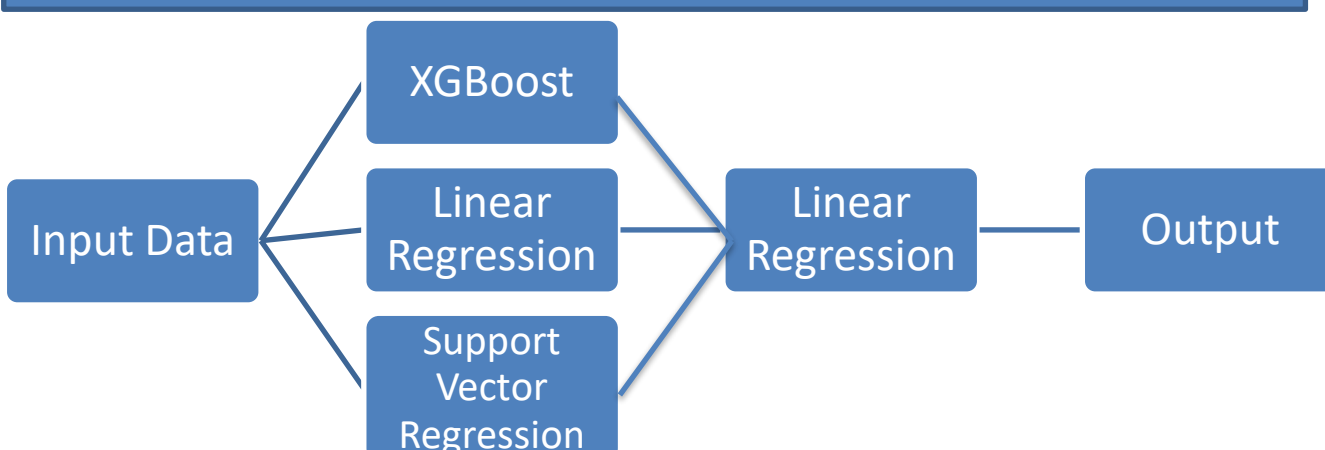 XGBoost
Input Data
Linear
Regression
Support
Vector
Regression
Linear
Regression
Output